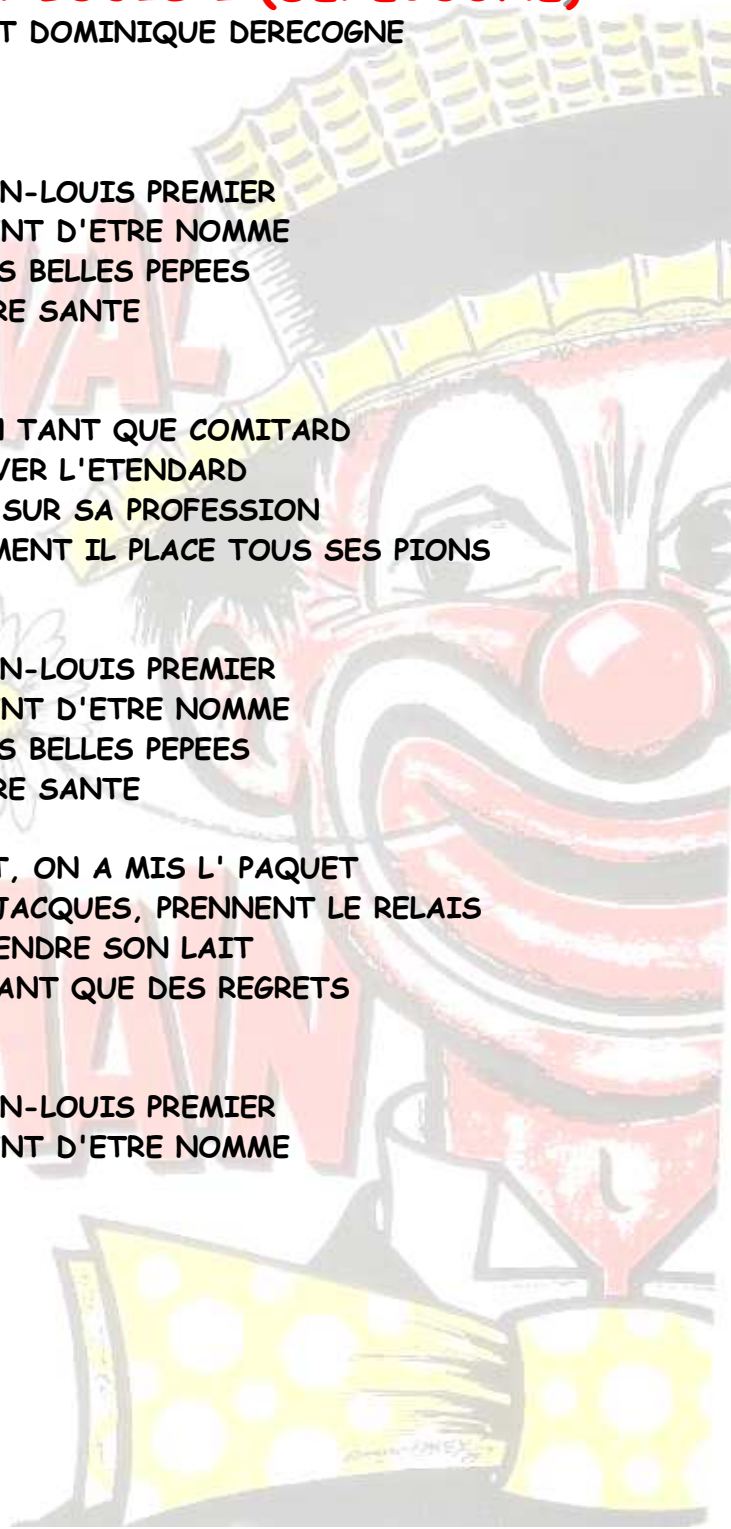 T DOMINIQUE DERECOGNE
N-LOUIS PREMIER
NT D'ETRE NOMME
S BELLES PEPEES
RE SANTE
TANT QUE COMITARD
VER L'ETENDARD
SUR SA PROFESSION
MENT IL PLACE TOUS SES PIONS
N-LOUIS PREMIER
NT D'ETRE NOMME
S BELLES PEPEES
RE SANTE
T, ON A MIS L' PAQUET
JACQUES, PRENNENT LE RELAIS
ENDRE SON LAIT
ANT QUE DES REGRETS
N-LOUIS PREMIER
NT D'ETRE NOMME